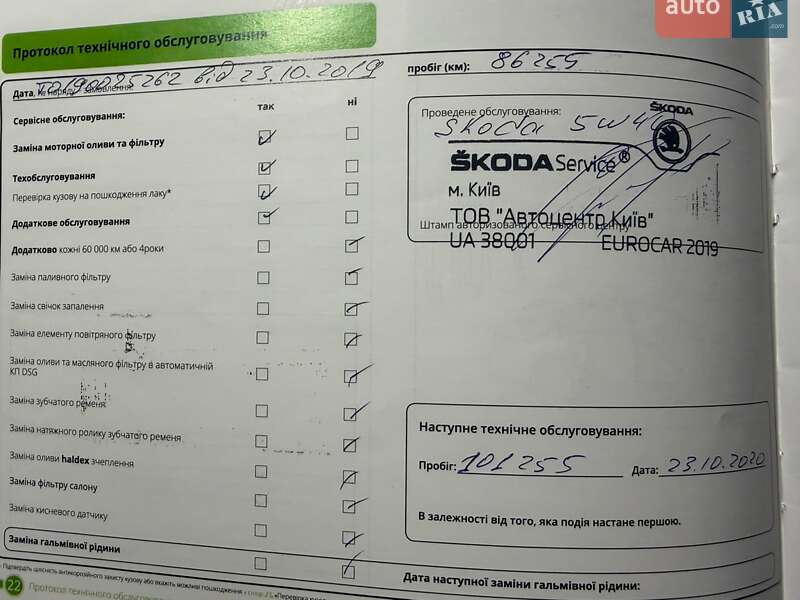 auto RIA.com
Протокол технічного обслуговування
ТО190025262 від 23.10.2019
пробіг (км): 86255
Дата,
так
ні
Сервісне обслуговування:
Проведене обслуговування:
Skoda 5W40
ŠKODA
Заміна моторної оливи та фільтру
ŠKODA Service®
Техобслуговування
м. Київ
Перевірка кузову на пошкодження лаку*
ТОВ "Автоцентр Київ"
Додаткове обслуговування
Штамп авторизованого сервісного центру
UA 38001 EUROCAR 2019
Додатково кожні 60 000 км або 4роки
Заміна паливного фільтру
Заміна свічок запалення
Заміна елементу повітряного фільтру
Заміна оливи та масляного фільтру в автоматичній
КП DSG
Заміна зубчатого ременя
Заміна натяжного ролику зубчатого ременя
Заміна оливи haldex зчеплення
Заміна фільтру салону
Заміна кисневого датчику
Заміна гальмівної рідини
Наступне технічне обслуговування:
Пробіг: 101255 Дата: 23.10.2020
В залежності від того, яка подія настане першою.
Дата наступної заміни гальмівної рідини:
22
Протокол технічного